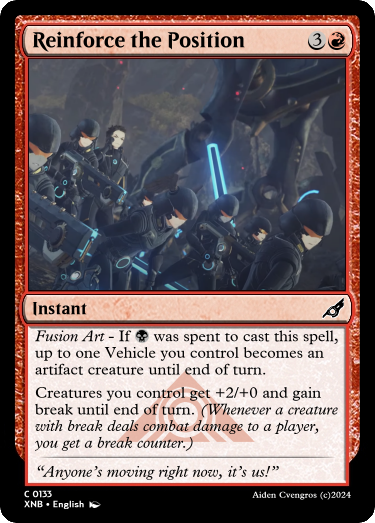 Reinforce the Position 3
Instant
Fusion Art - If was spent to cast this spell,
up to one Vehicle you control becomes an
artifact creature until end of turn.
Creatures you control get +2/+0 and gain
break until end of turn. (Whenever a creature
with break deals combat damage to a player,
you get a break counter.)
“Anyone's moving right now, it's us!”
C 0133
XNB • English
Aiden Cvengros (c)2024